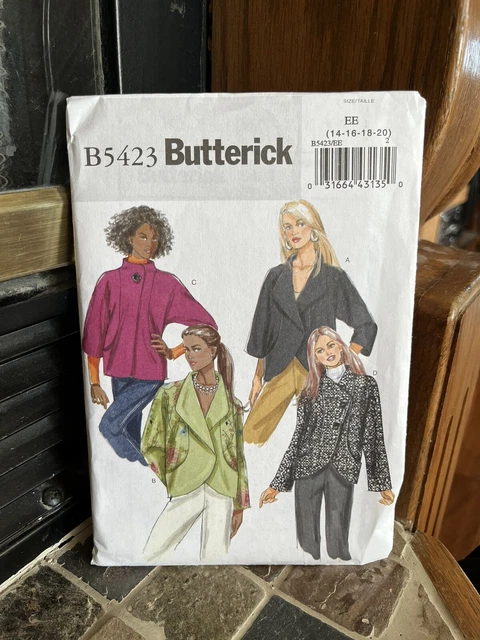 SIZE/TAILLE
EE
(14-16-18-20)
B5423/EE 2
B5423 Butterick
0 31664 43135 0
A
C
D
B